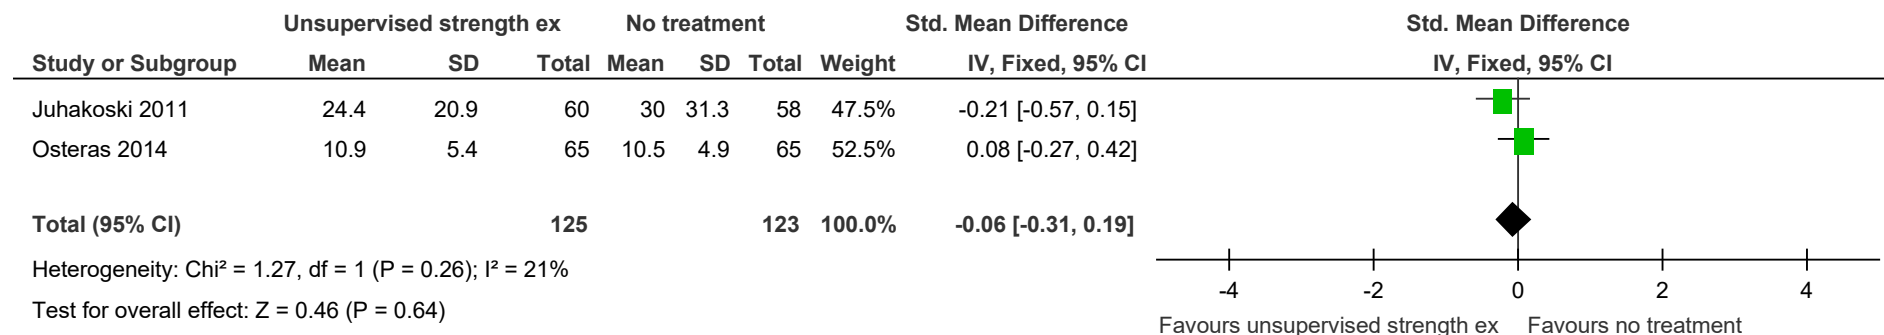 Unsupervised strength ex No treatment Std. Mean Difference Std. Mean Difference
Study or Subgroup Mean SD Total Mean SD Total Weight IV, Fixed, 95% CI IV, Fixed, 95% CI
Juhakoski 2011 24.4 20.9 60 30 31.3 58 47.5% -0.21 [-0.57, 0.15]
Osteras 2014 10.9 5.4 65 10.5 4.9 65 52.5% 0.08 [-0.27, 0.42]
Total (95% CI) 125 123 100.0% -0.06 [-0.31, 0.19]
Heterogeneity: Chi² = 1.27, df = 1 (P = 0.26); I² = 21%
Test for overall effect: Z = 0.46 (P = 0.64)
-4 -2 0 2 4
Favours unsupervised strength ex Favours no treatment